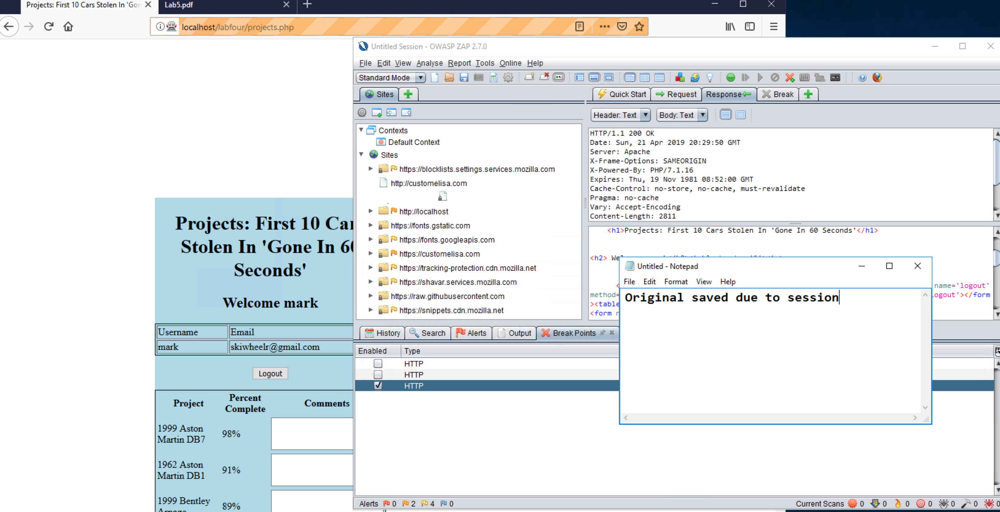 Projects: First 10 Cars Stolen In 'Gon
Lab5.pdf
localhost/labfour/projects.php
Untitled Session - OWASP ZAP 2.7.0
File Edit View Analyse Report Tools Online Help
Standard Mode
Sites
Quick Start Request Response Break
Header: Text Body: Text
Contexts
Default Context
Sites
https://blocklists.settings.services.mozilla.com
http://customelisa.com
http://localhost
https://fonts.gstatic.com
https://fonts.googleapis.com
https://customelisa.com
https://tracking-protection.cdn.mozilla.net
https://shavar.services.mozilla.com
https://raw.githubusercontent.com
https://snippets.cdn.mozilla.net
HTTP/1.1 200 OK
Date: Sun, 21 Apr 2019 20:29:50 GMT
Server: Apache
X-Frame-Options: SAMEORIGIN
X-Powered-By: PHP/7.1.16
Expires: Thu, 19 Nov 1981 08:52:00 GMT
Cache-Control: no-store, no-cache, must-revalidate
Pragma: no-cache
Vary: Accept-Encoding
Content-Length: 2811
<h1>Projects: First 10 Cars Stolen In 'Gone In 60 Seconds'</h1>
<h2> We
<
name='logout'
method=
ogout'></form
><table
<form
Untitled - Notepad
File Edit Format View Help
Original saved due to session
History Search Alerts Output Break Points
Enabled Type
HTTP
HTTP
HTTP
Alerts 0 2 4 0
Current Scans 0 0 0 0 0 0 0
Projects: First 10 Car
Stolen In 'Gone In 60
Seconds'
Welcome mark
Username Email
mark skiwheelr@gmail.com
Logout
Project Percent Complete Comments
1999 Aston
Martin DB7
98%
1962 Aston
Martin DB1
91%
1999 Bentley
89%